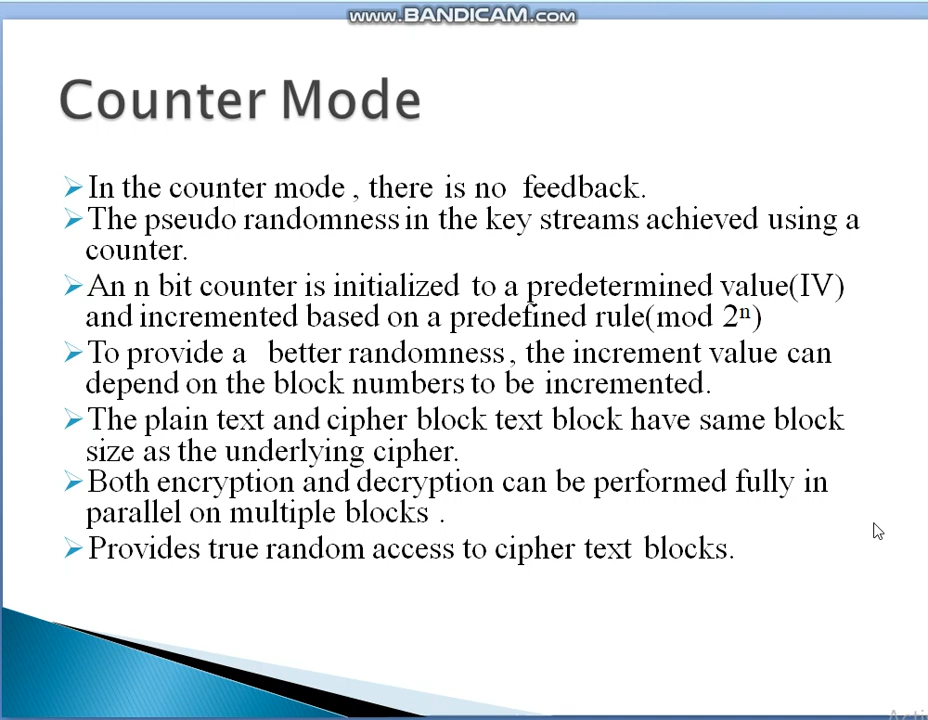 www.BANDICAM.com
Counter Mode
➢In the counter mode , there is no feedback.
➢The pseudo randomness in the key streams achieved using a
counter.
➢An n bit counter is initialized to a predetermined value(IV)
and incremented based on a predefined rule(mod 2ⁿ)
➢To provide a better randomness , the increment value can
depend on the block numbers to be incremented.
➢The plain text and cipher block text block have same block
size as the underlying cipher.
➢Both encryption and decryption can be performed fully in
parallel on multiple blocks .
➢Provides true random access to cipher text blocks.